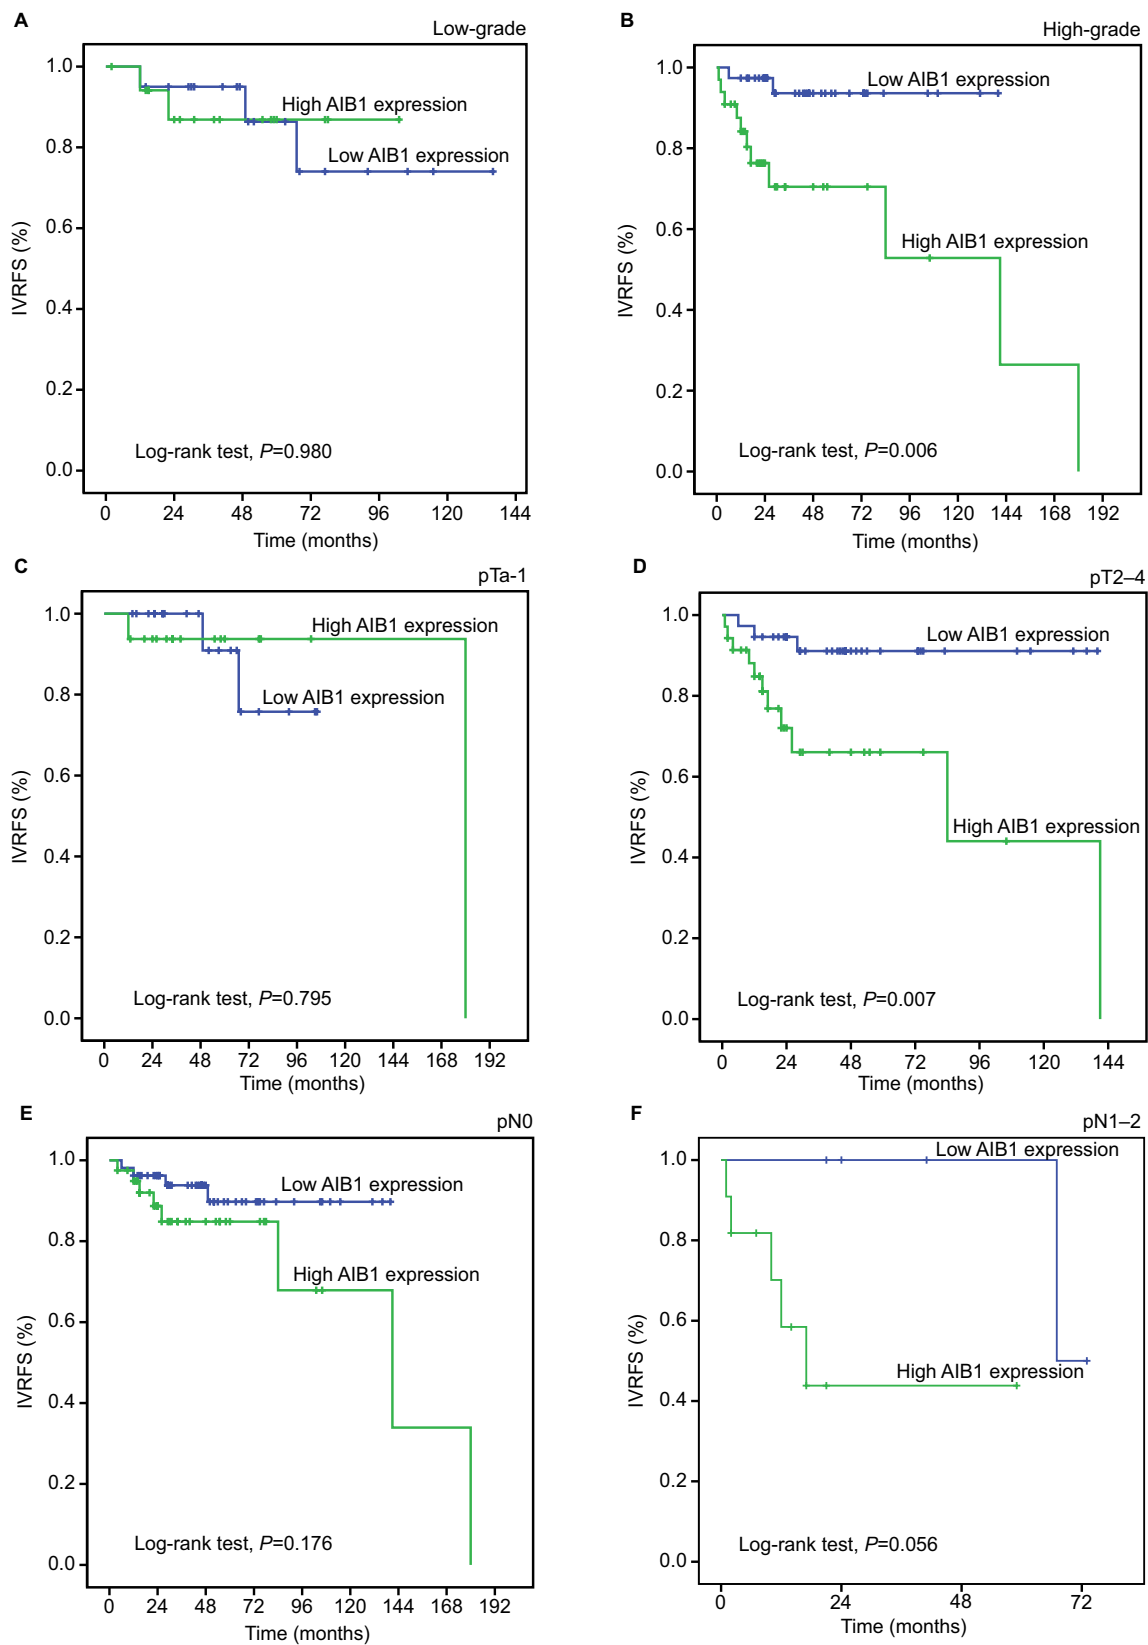 A
Low-grade
1.0
0.8
0.6
0.4
0.2
0.0
IVRFS (%)
High AIB1 expression
Low AIB1 expression
Log-rank test, P=0.980
0 24 48 72 96 120 144
Time (months)
B
High-grade
1.0
0.8
0.6
0.4
0.2
0.0
IVRFS (%)
Low AIB1 expression
High AIB1 expression
Log-rank test, P=0.006
0 24 48 72 96 120 144 168 192
Time (months)
C
pTa-1
1.0
0.8
0.6
0.4
0.2
0.0
IVRFS (%)
High AIB1 expression
Low AIB1 expression
Log-rank test, P=0.795
0 24 48 72 96 120 144 168 192
Time (months)
D
pT2–4
1.0
0.8
0.6
0.4
0.2
0.0
IVRFS (%)
Low AIB1 expression
High AIB1 expression
Log-rank test, P=0.007
0 24 48 72 96 120 144
Time (months)
E
pN0
1.0
0.8
0.6
0.4
0.2
0.0
IVRFS (%)
Low AIB1 expression
High AIB1 expression
Log-rank test, P=0.176
0 24 48 72 96 120 144 168 192
Time (months)
F
pN1–2
1.0
0.8
0.6
0.4
0.2
0.0
IVRFS (%)
Low AIB1 expression
High AIB1 expression
Log-rank test, P=0.056
0 24 48 72
Time (months)